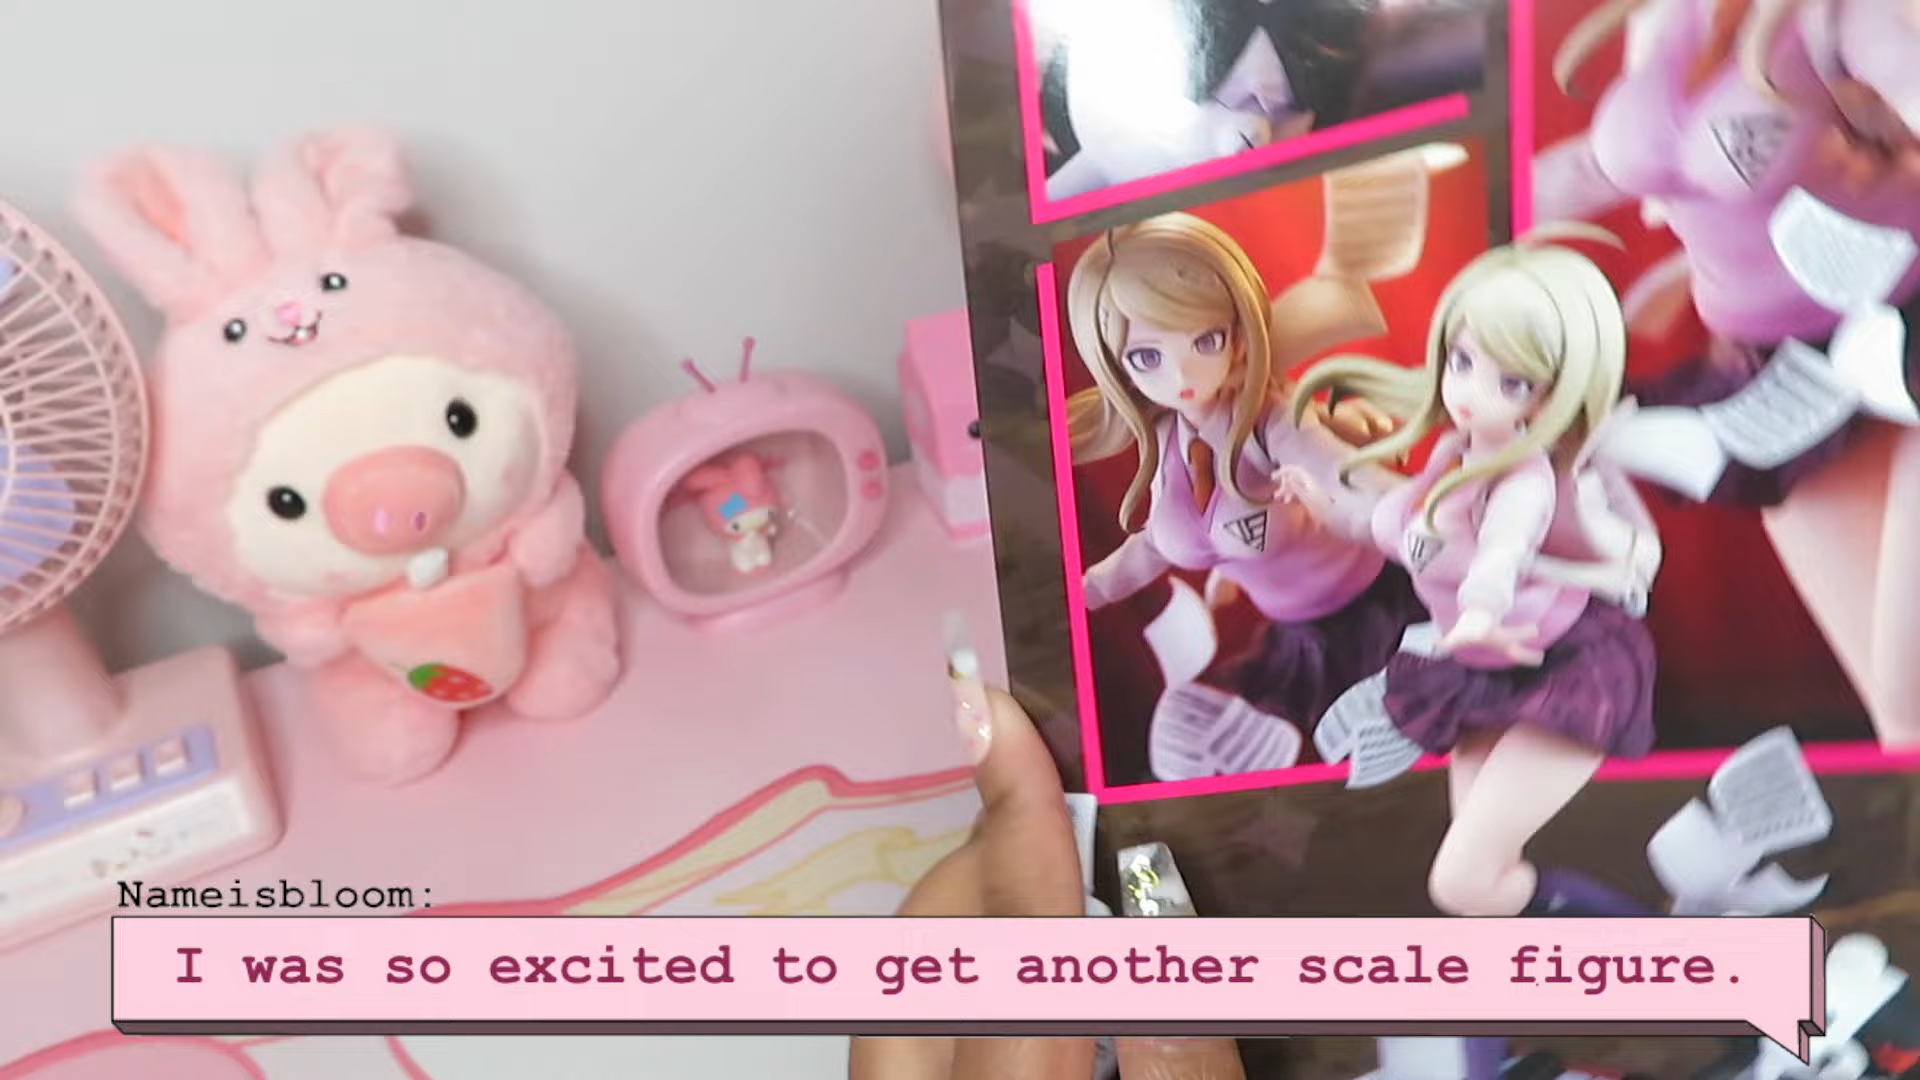 Nameisbloom:
I was so excited to get another scale figure.